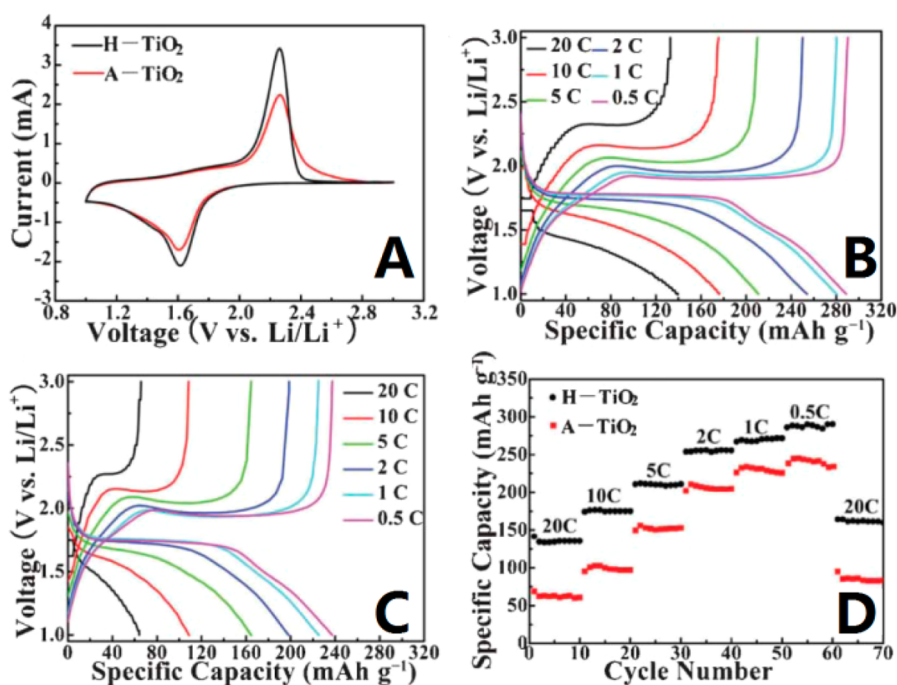 4
3
2
1
0
-1
-2
-3
Current (mA)
H－TiO₂
A－TiO₂
A
0.8 1.2 1.6 2.0 2.4 2.8 3.2
Voltage (V vs. Li/Li⁺)
3.0
2.5
2.0
1.5
1.0
Voltage (V vs. Li/Li⁺)
20 C 2 C
10 C 1 C
5 C 0.5 C
B
0 40 80 120 160 200 240 280 320
Specific Capacity (mAh g⁻¹)
3.0
2.5
2.0
1.5
1.0
Voltage (V vs. Li/Li⁺)
20 C
10 C
5 C
2 C
1 C
0.5 C
C
0 40 80 120 160 200 240 280 320
Specific Capacity (mAh g⁻¹)
350
300
250
200
150
100
50
0
Specific Capacity (mAh g⁻¹)
H－TiO₂
A－TiO₂
20C 10C 5C 2C 1C 0.5C 20C
D
0 10 20 30 40 50 60 70
Cycle Number